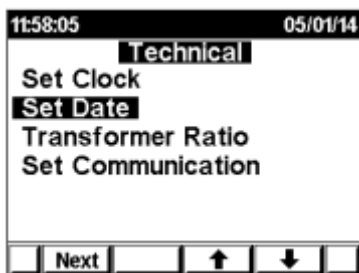 11:58:05 05/01/14
Technical
Set Clock
Set Date
Transformer Ratio
Set Communication
Next